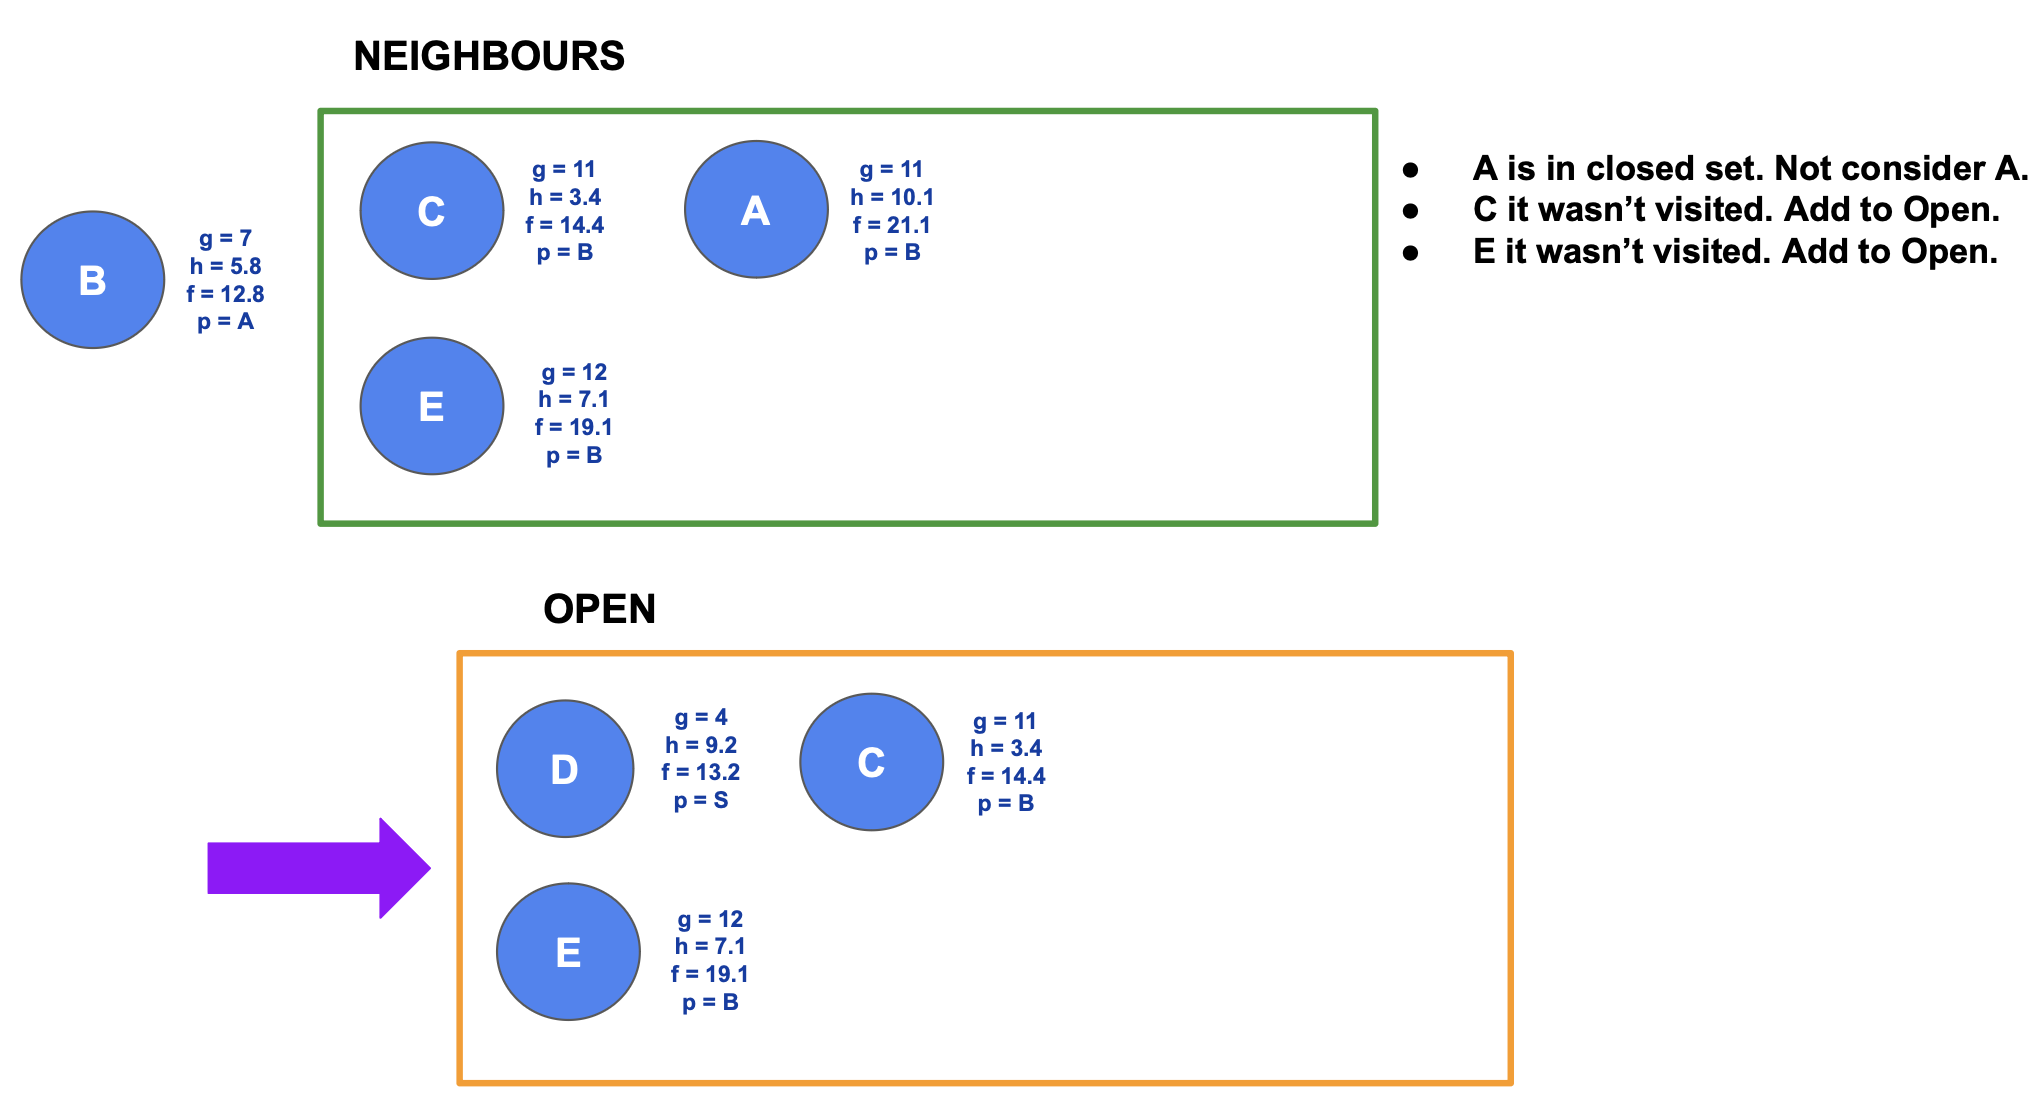 NEIGHBOURS
B
g = 7
h = 5.8
f = 12.8
p = A
C
g = 11
h = 3.4
f = 14.4
p = B
A
g = 11
h = 10.1
f = 21.1
p = B
E
g = 12
h = 7.1
f = 19.1
p = B
● A is in closed set. Not consider A.
● C it wasn’t visited. Add to Open.
● E it wasn’t visited. Add to Open.
OPEN
D
g = 4
h = 9.2
f = 13.2
p = S
C
g = 11
h = 3.4
f = 14.4
p = B
E
g = 12
h = 7.1
f = 19.1
p = B